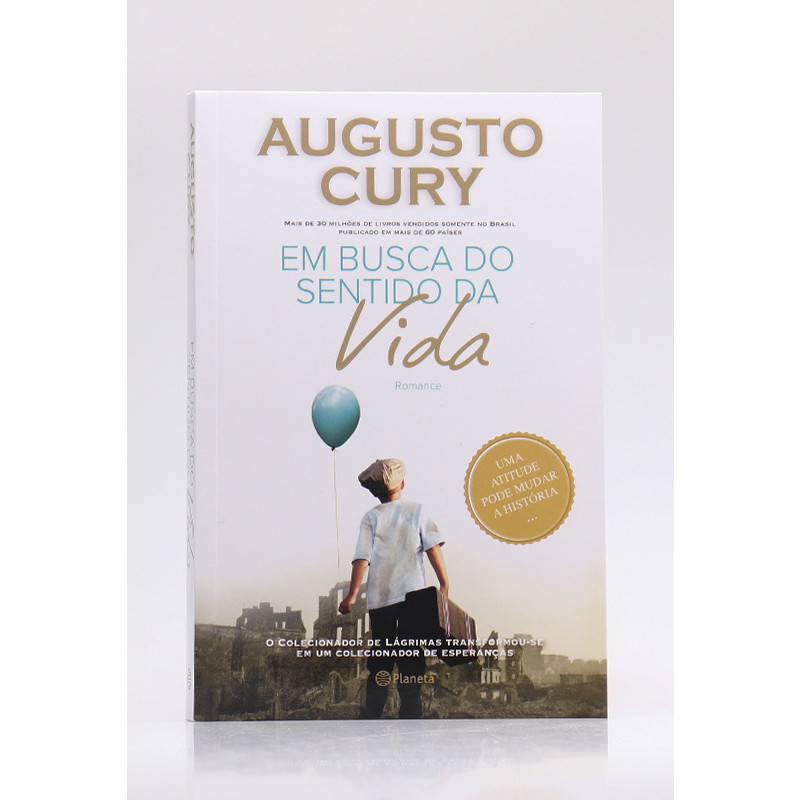 AUGUSTO
CURY
MAIS DE 30 MILHÕES DE LIVROS VENDIDOS SOMENTE NO BRASIL
PUBLICADO EM MAIS DE 60 PAÍSES
EM BUSCA DO
SENTIDO DA
Vida
Romance
UMA
ATITUDE
PODE MUDAR
A HISTÓRIA
...
O COLECIONADOR DE LÁGRIMAS TRANSFORMOU-SE
EM UM COLECIONADOR DE ESPERANÇAS
Planeta
AUGUSTO